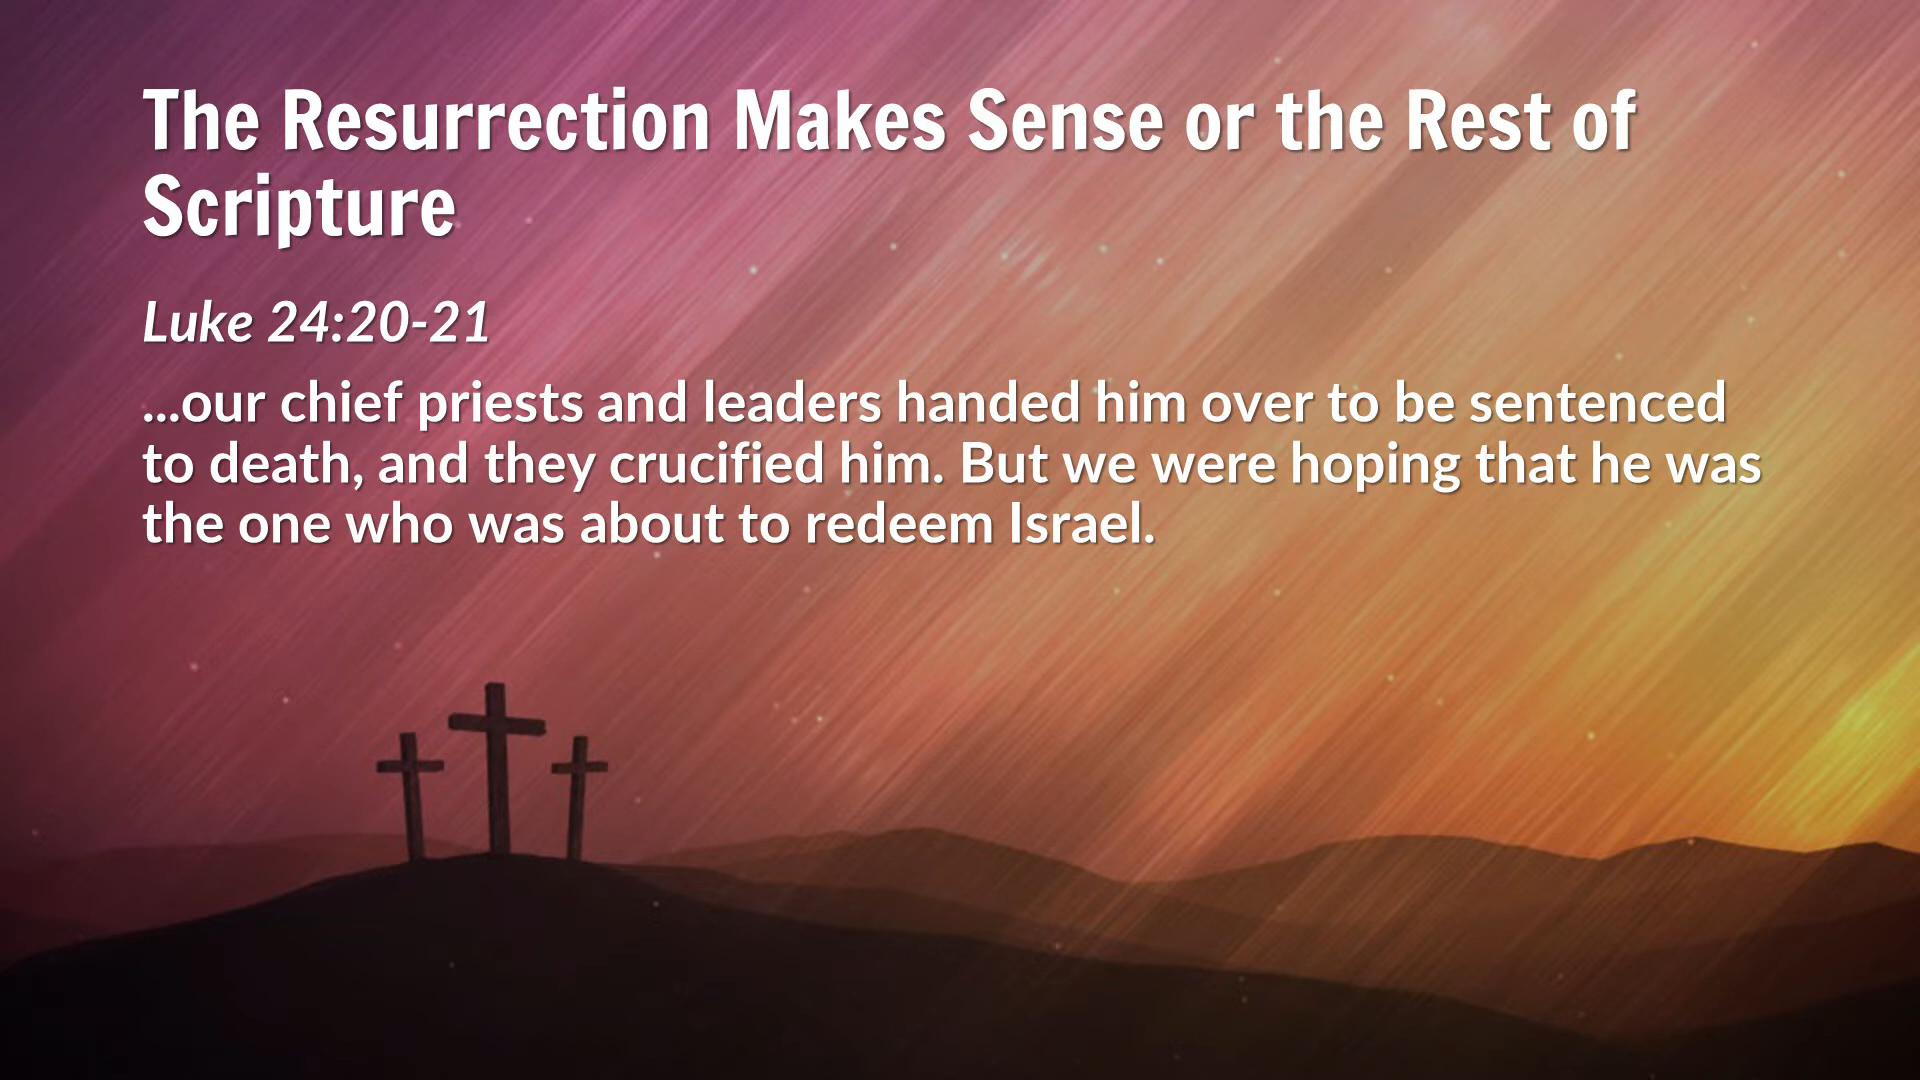 The Resurrection Makes Sense or the Rest of
Scripture
Luke 24:20-21
...our chief priests and leaders handed him over to be sentenced
to death, and they crucified him. But we were hoping that he was
the one who was about to redeem Israel.